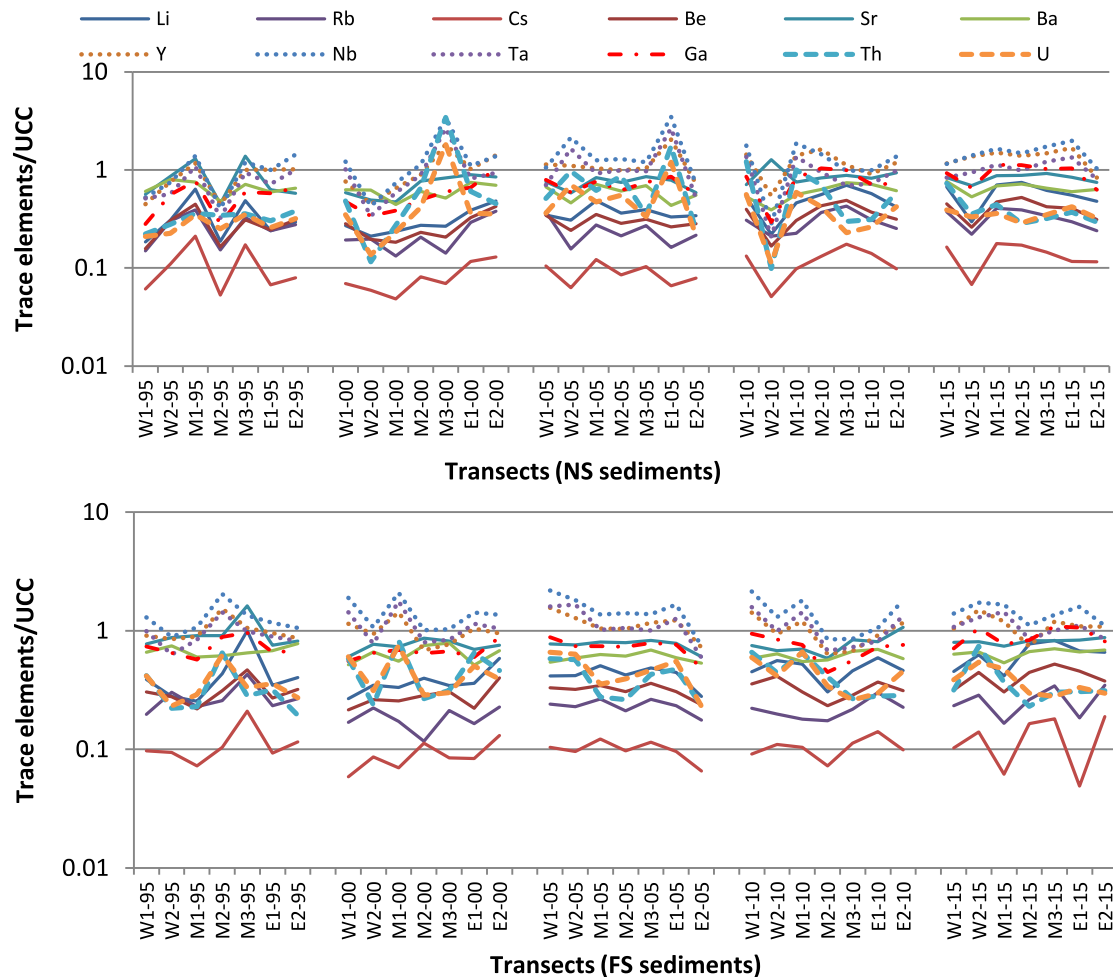 Li Rb Cs Be Sr Ba
Y Nb Ta Ga Th U
Trace elements/UCC
10
1
0.1
0.01
W1-95 W2-95 M1-95 M2-95 M3-95 E1-95 E2-95 W1-00 W2-00 M1-00 M2-00 M3-00 E1-00 E2-00 W1-05 W2-05 M1-05 M2-05 M3-05 E1-05 E2-05 W1-10 W2-10 M1-10 M2-10 M3-10 E1-10 E2-10 W1-15 W2-15 M1-15 M2-15 M3-15 E1-15 E2-15
Transects (NS sediments)
Trace elements/UCC
10
1
0.1
0.01
W1-95 W2-95 M1-95 M2-95 M3-95 E1-95 E2-95 W1-00 W2-00 M1-00 M2-00 M3-00 E1-00 E2-00 W1-05 W2-05 M1-05 M2-05 M3-05 E1-05 E2-05 W1-10 W2-10 M1-10 M2-10 M3-10 E1-10 E2-10 W1-15 W2-15 M1-15 M2-15 M3-15 E1-15 E2-15
Transects (FS sediments)